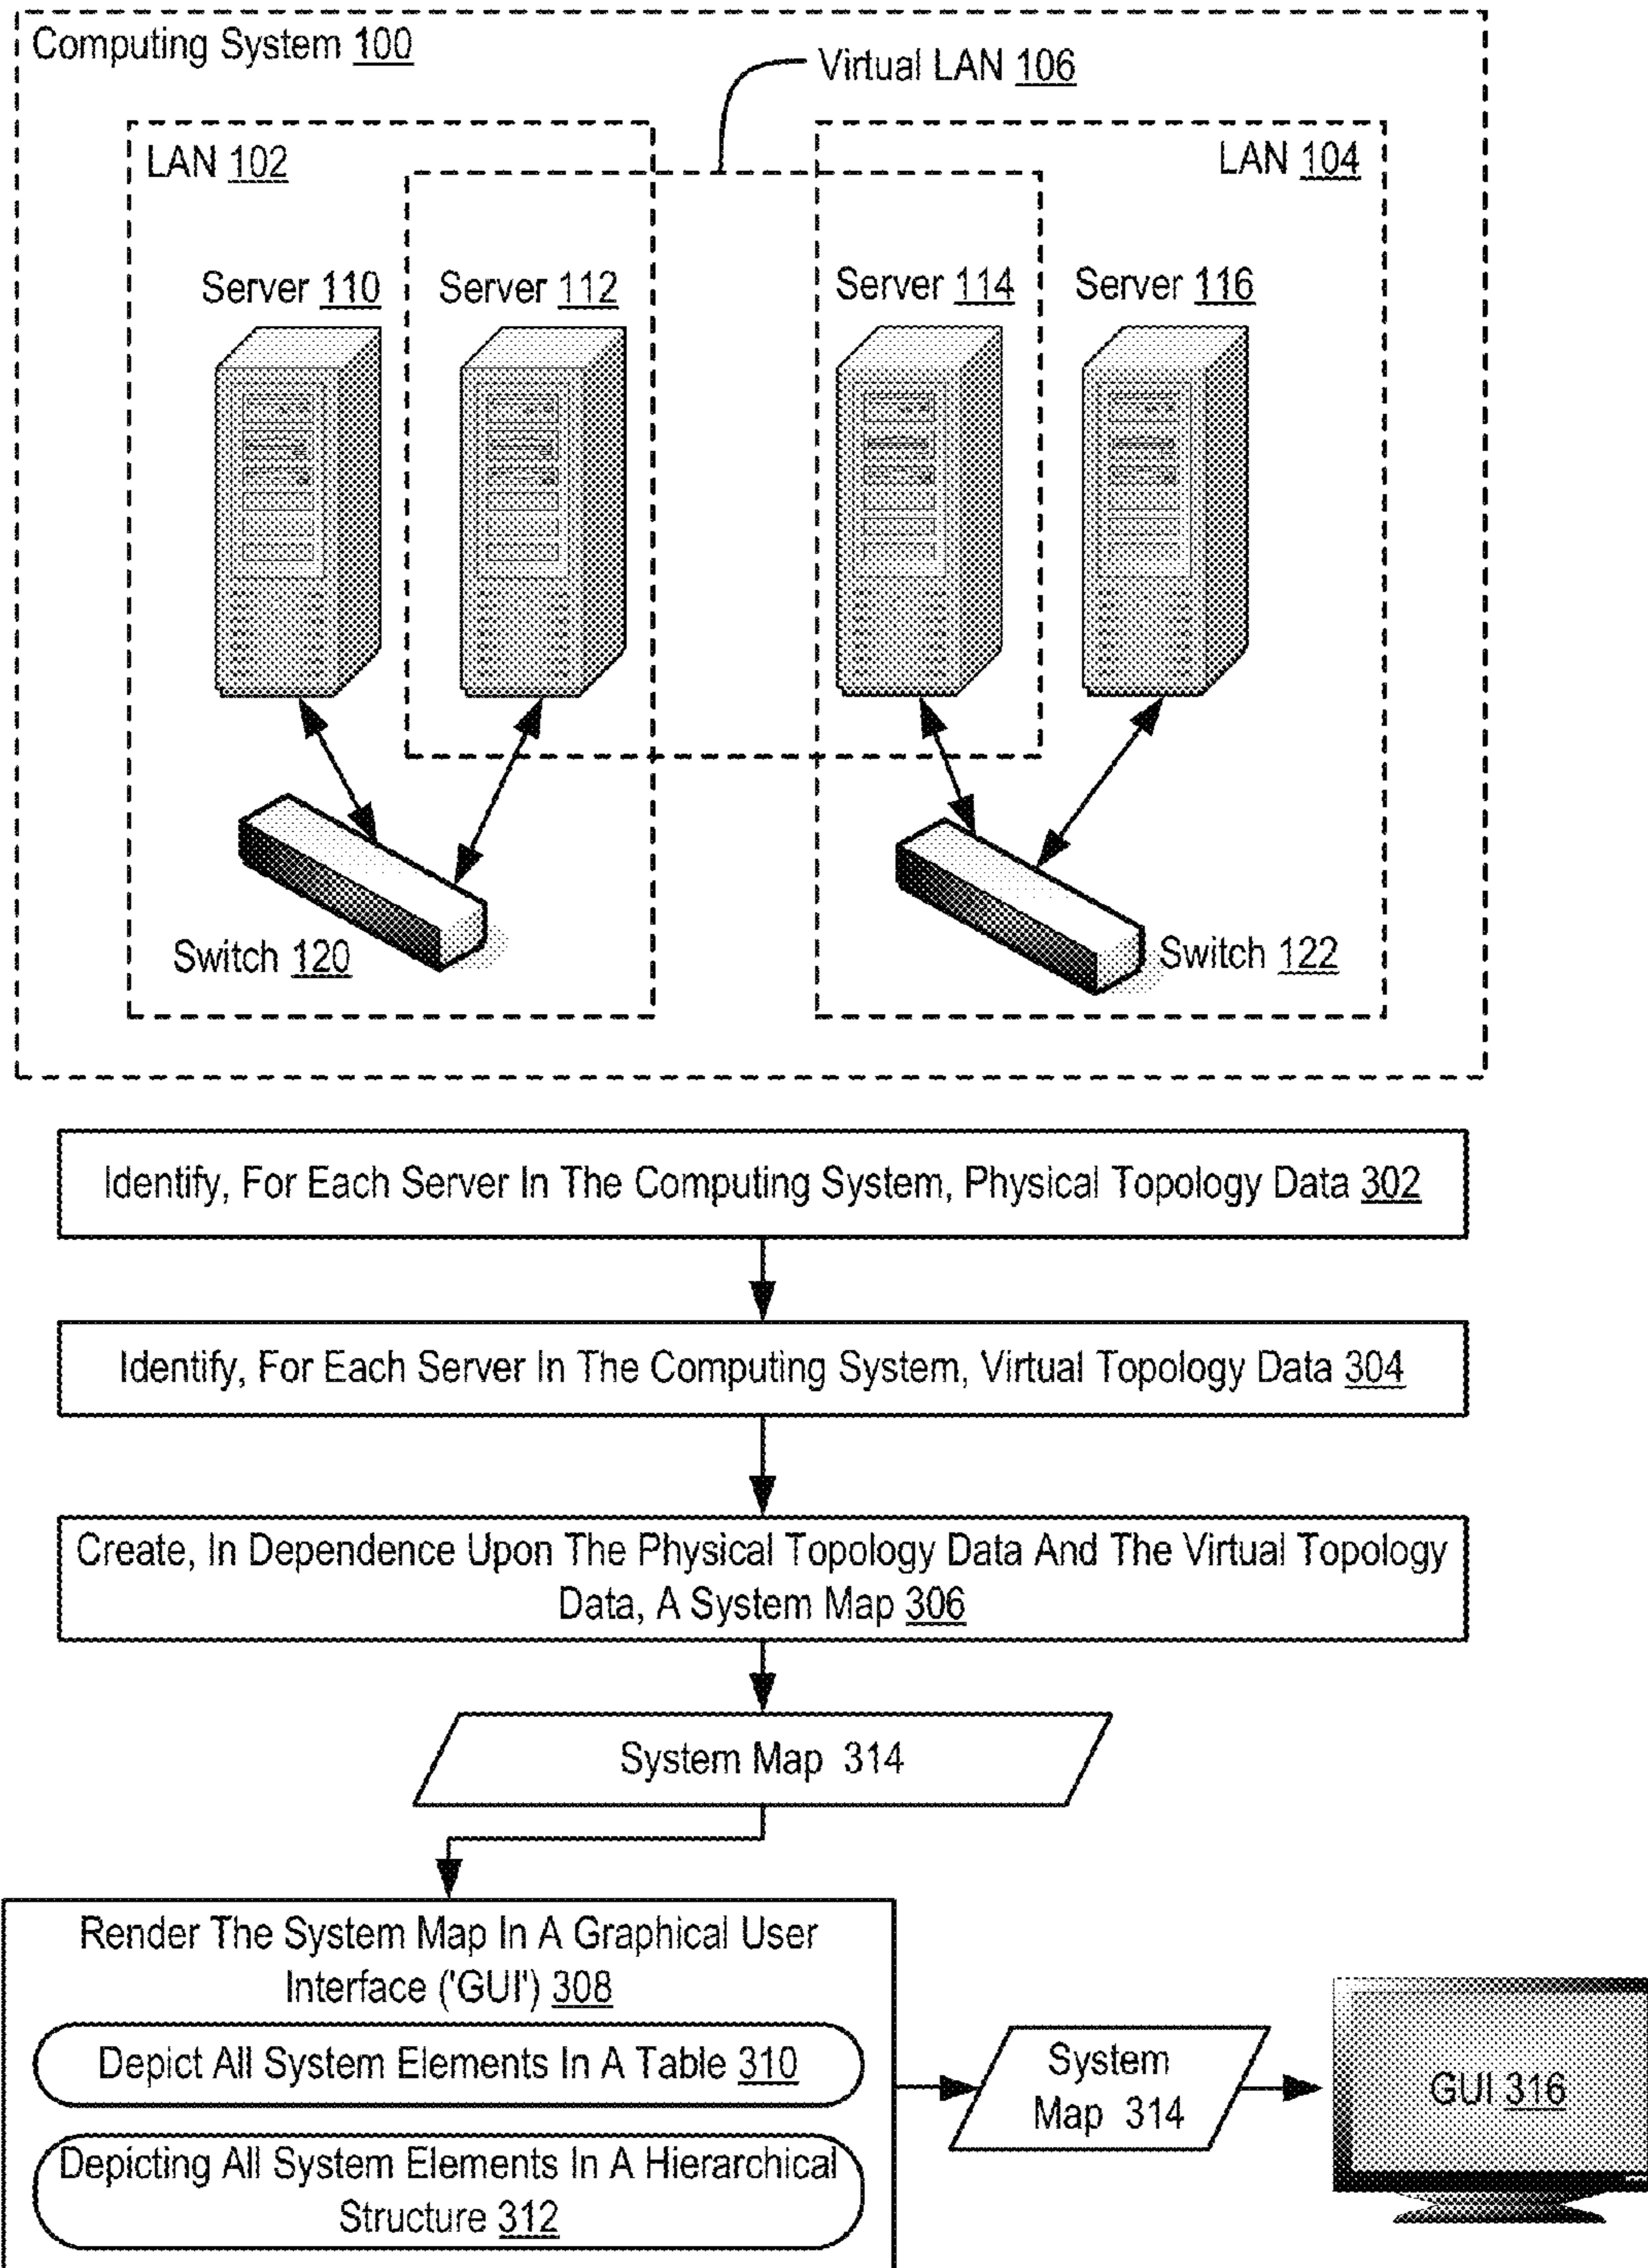 Computing System 100
Virtual LAN 106
LAN 102
LAN 104
Server 110
Server 112
Server 114
Server 116
Switch 120
Switch 122
Identify, For Each Server In The Computing System, Physical Topology Data 302
Identify, For Each Server In The Computing System, Virtual Topology Data 304
Create, In Dependence Upon The Physical Topology Data And The Virtual Topology
Data, A System Map 306
System Map 314
Render The System Map In A Graphical User
Interface ('GUI') 308
Depict All System Elements In A Table 310
Depicting All System Elements In A Hierarchical
Structure 312
System
Map 314
GUI 316